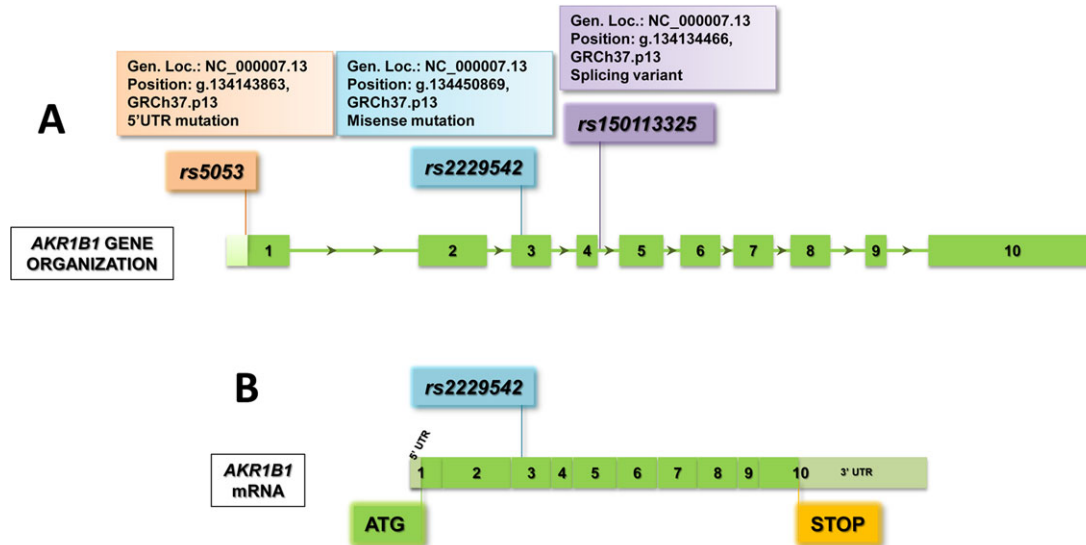 A
Gen. Loc.: NC_000007.13
Position: g.134143863,
GRCh37.p13
5'UTR mutation
Gen. Loc.: NC_000007.13
Position: g.134450869,
GRCh37.p13
Misense mutation
Gen. Loc.: NC_000007.13
Position: g.134134466,
GRCh37.p13
Splicing variant
rs5053
rs2229542
rs150113325
AKR1B1 GENE
ORGANIZATION
1 2 3 4 5 6 7 8 9 10
B
rs2229542
AKR1B1
mRNA
5' UTR
1 2 3 4 5 6 7 8 9 10 3' UTR
ATG
STOP